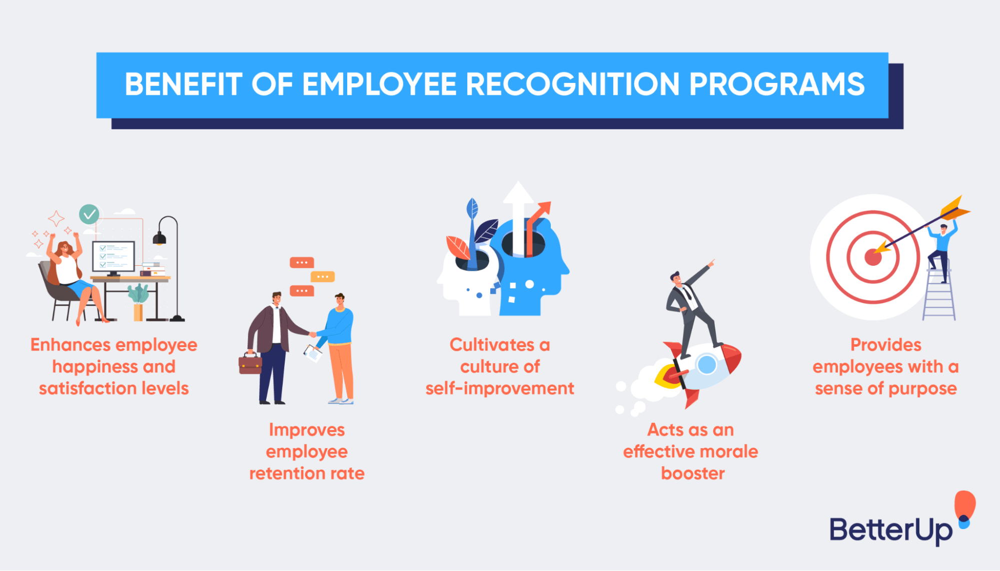 BENEFIT OF EMPLOYEE RECOGNITION PROGRAMS
Enhances employee
happiness and
satisfaction levels
Improves
employee
retention rate
Cultivates a
culture of
self-improvement
Acts as an
effective morale
booster
Provides
employees with a
sense of purpose
BetterUp